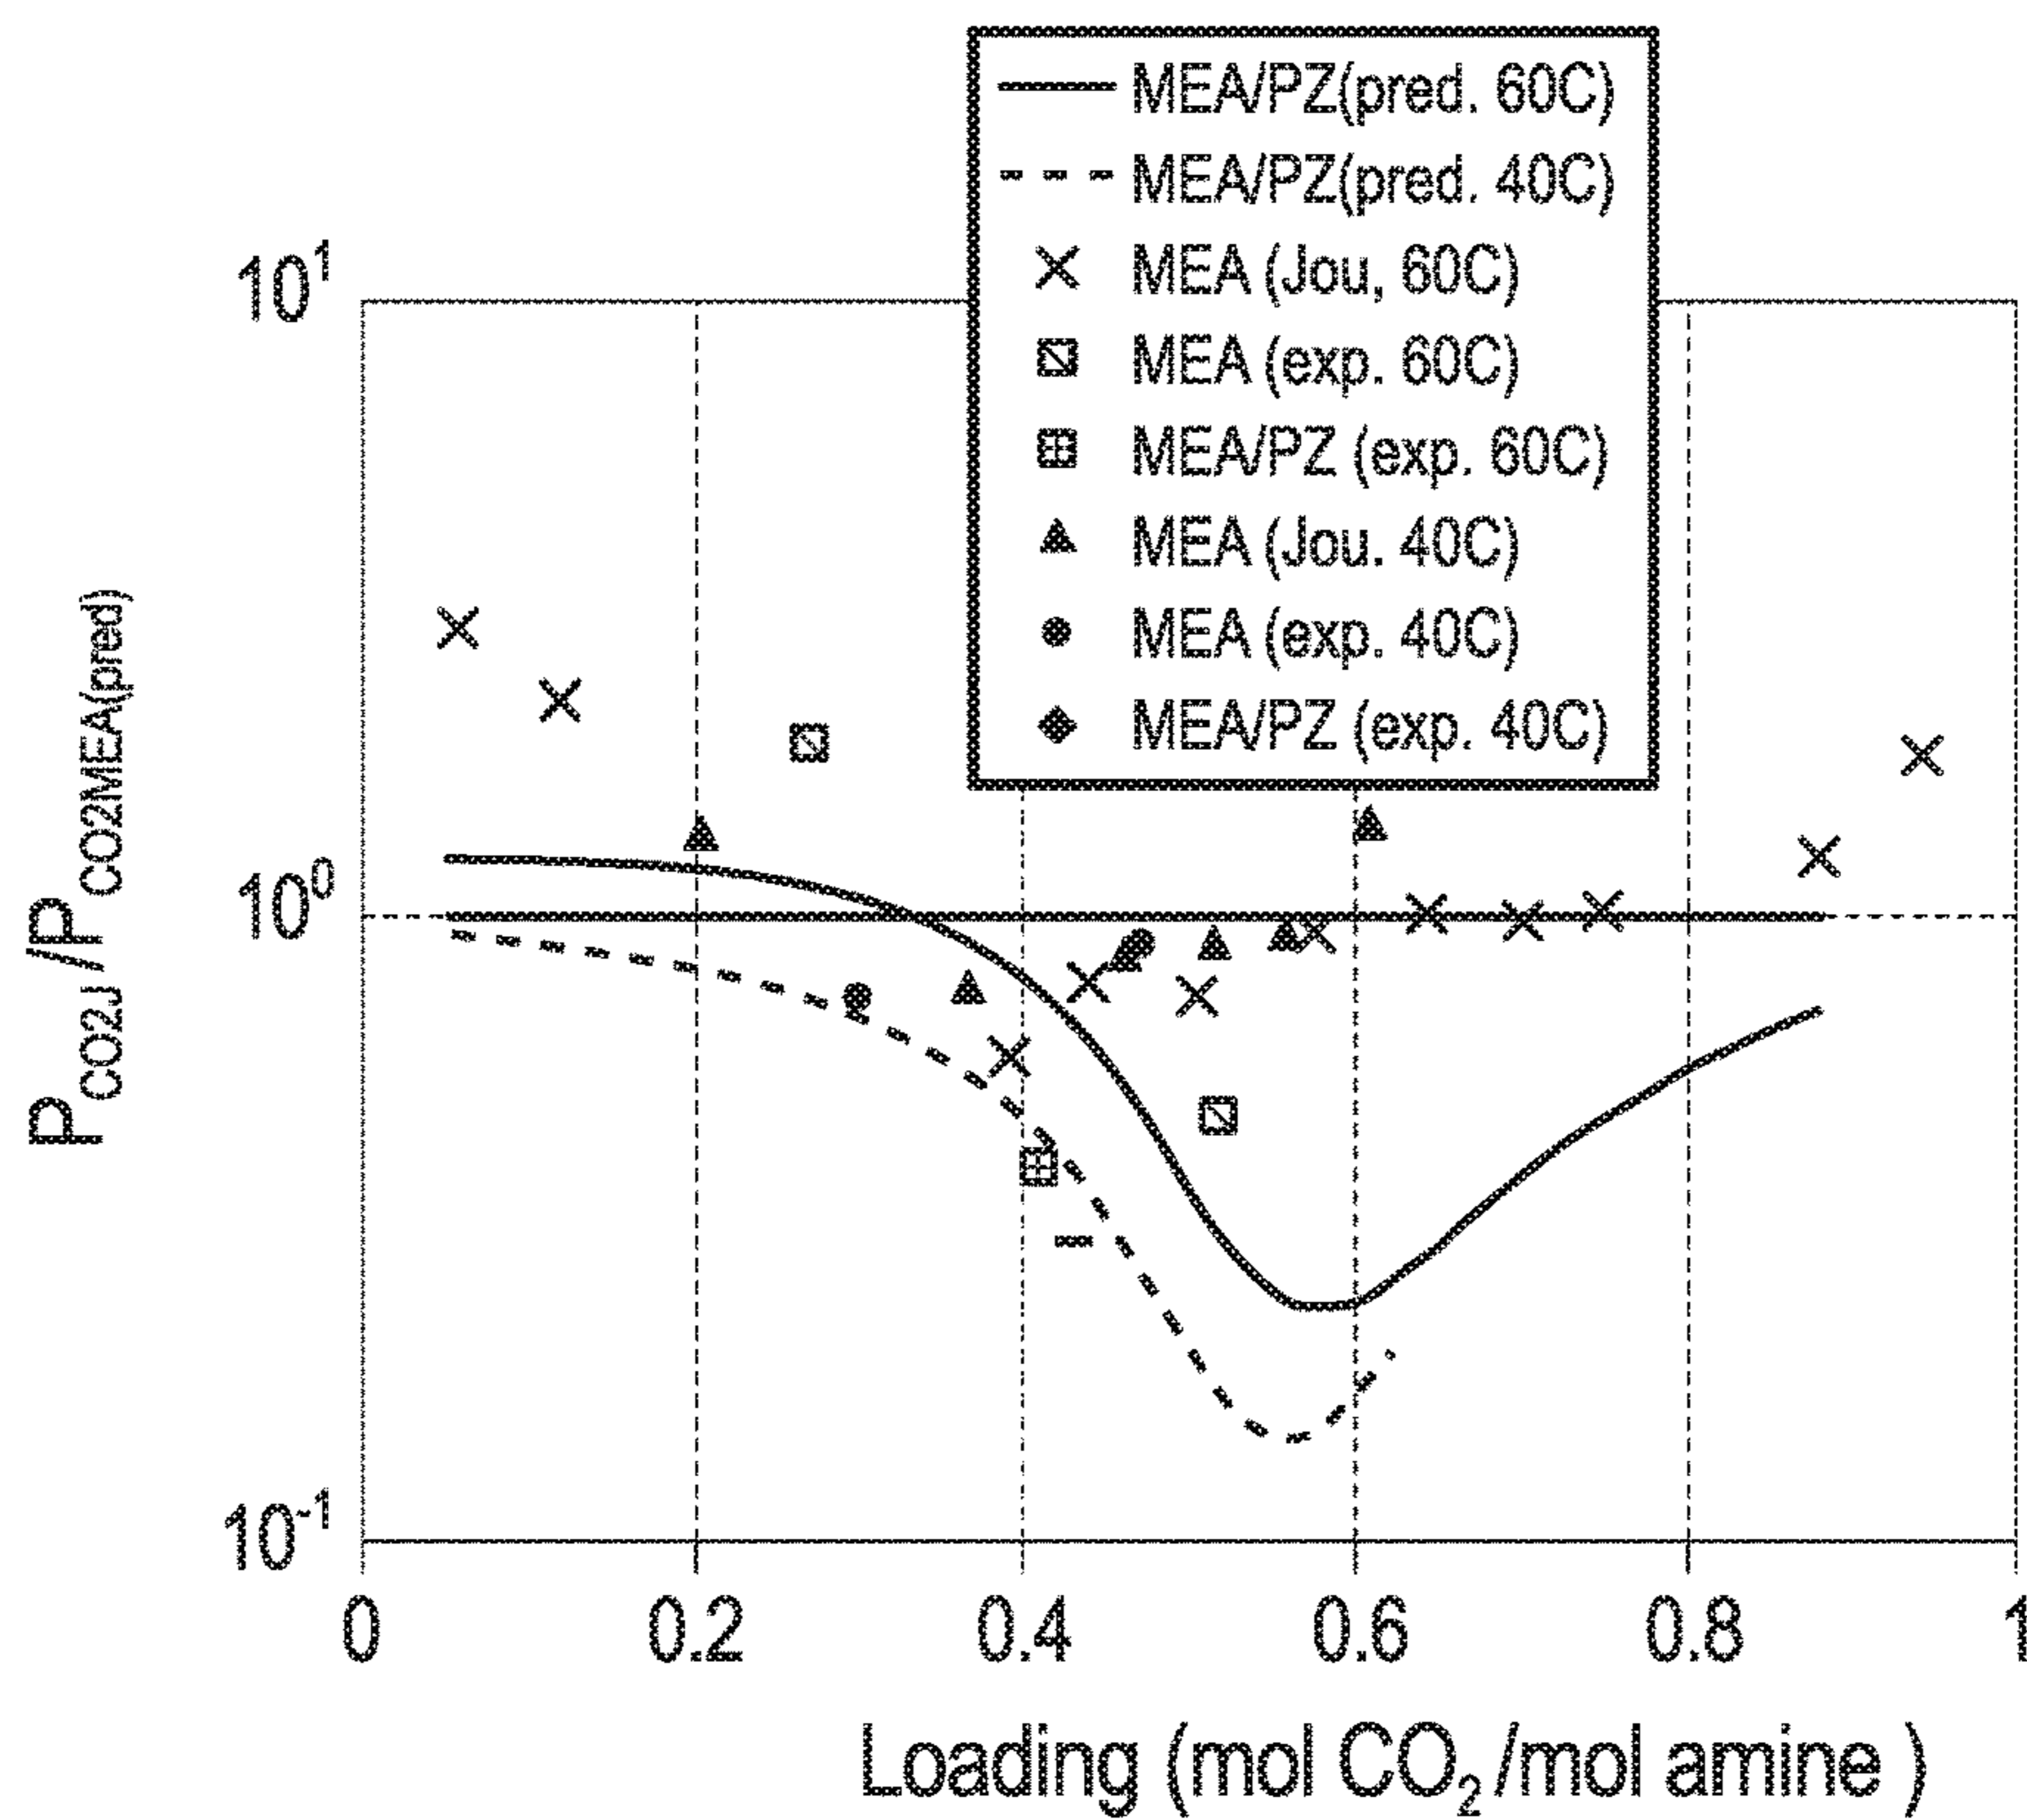 MEA/PZ(pred. 60C)
MEA/PZ(pred. 40C)
MEA (Jou, 60C)
MEA (exp. 60C)
MEA/PZ (exp. 60C)
MEA (Jou. 40C)
MEA (exp. 40C)
MEA/PZ (exp. 40C)
10¹
10⁰
10⁻¹
P_CO2J /P_CO2MEA(pred)
0 0.2 0.4 0.6 0.8 1
Loading (mol CO₂/mol amine )